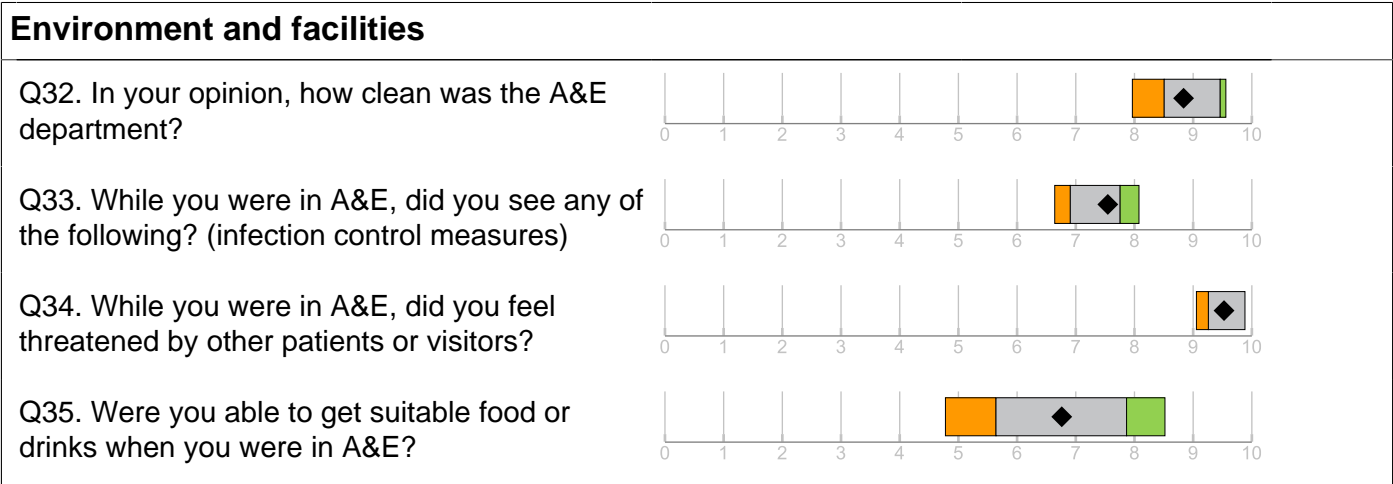 Environment and facilities
Q32. In your opinion, how clean was the A&E
department?
0 1 2 3 4 5 6 7 8 9 10
Q33. While you were in A&E, did you see any of
the following? (infection control measures)
0 1 2 3 4 5 6 7 8 9 10
Q34. While you were in A&E, did you feel
threatened by other patients or visitors?
0 1 2 3 4 5 6 7 8 9 10
Q35. Were you able to get suitable food or
drinks when you were in A&E?
0 1 2 3 4 5 6 7 8 9 10